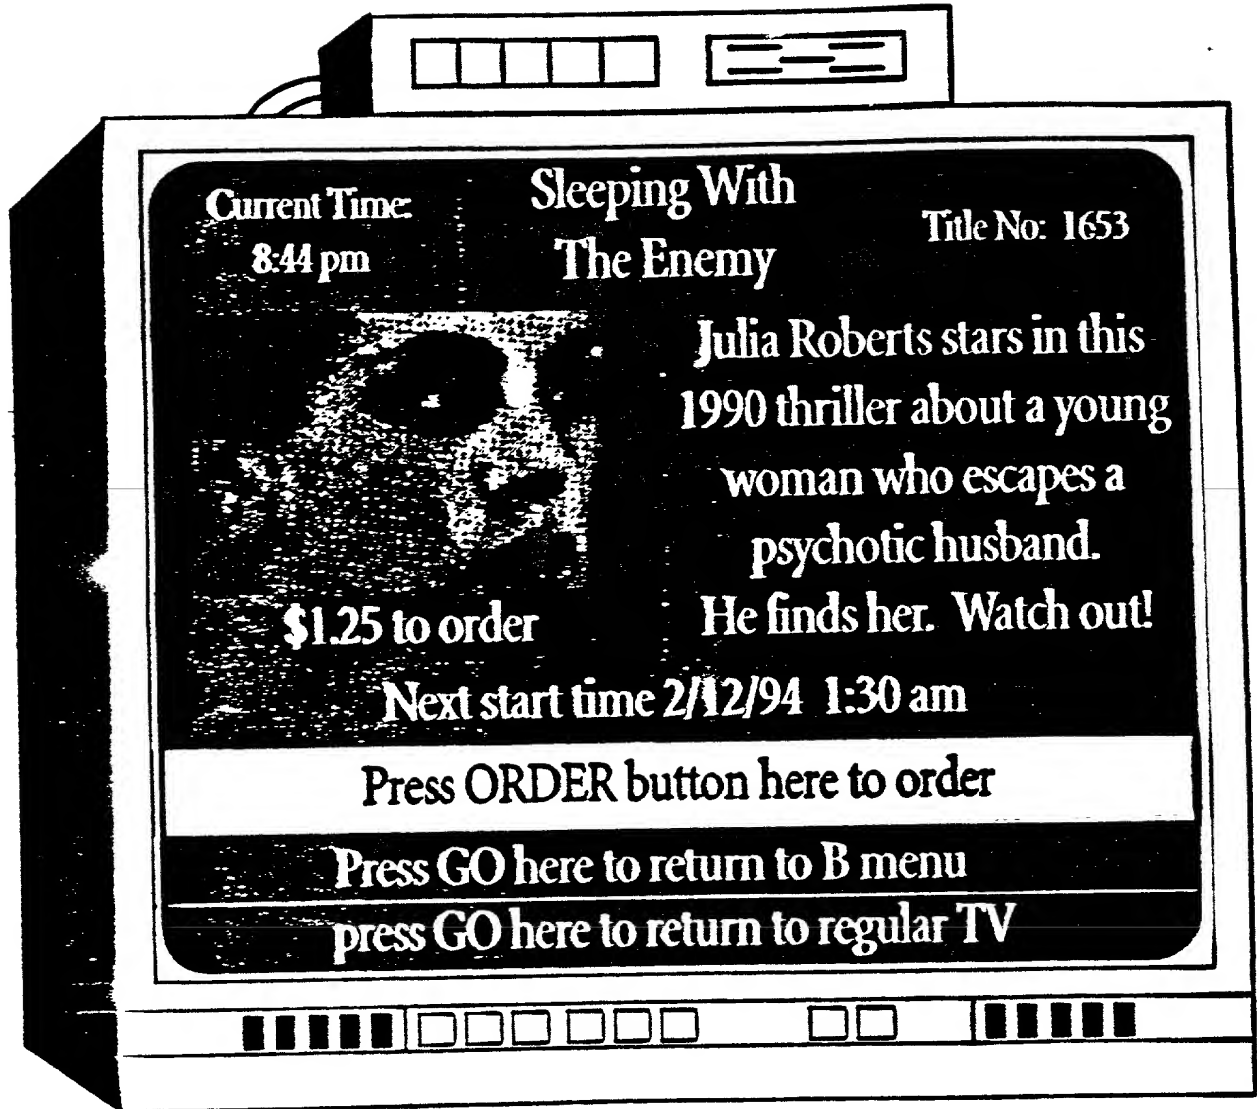 Current Time:
8:44 pm
Sleeping With
The Enemy
Title No: 1653
Julia Roberts stars in this
1990 thriller about a young
woman who escapes a
psychotic husband.
He finds her. Watch out!
$1.25 to order
Next start time 2/12/94 1:30 am
Press ORDER button here to order
Press GO here to return to B menu
press GO here to return to regular TV